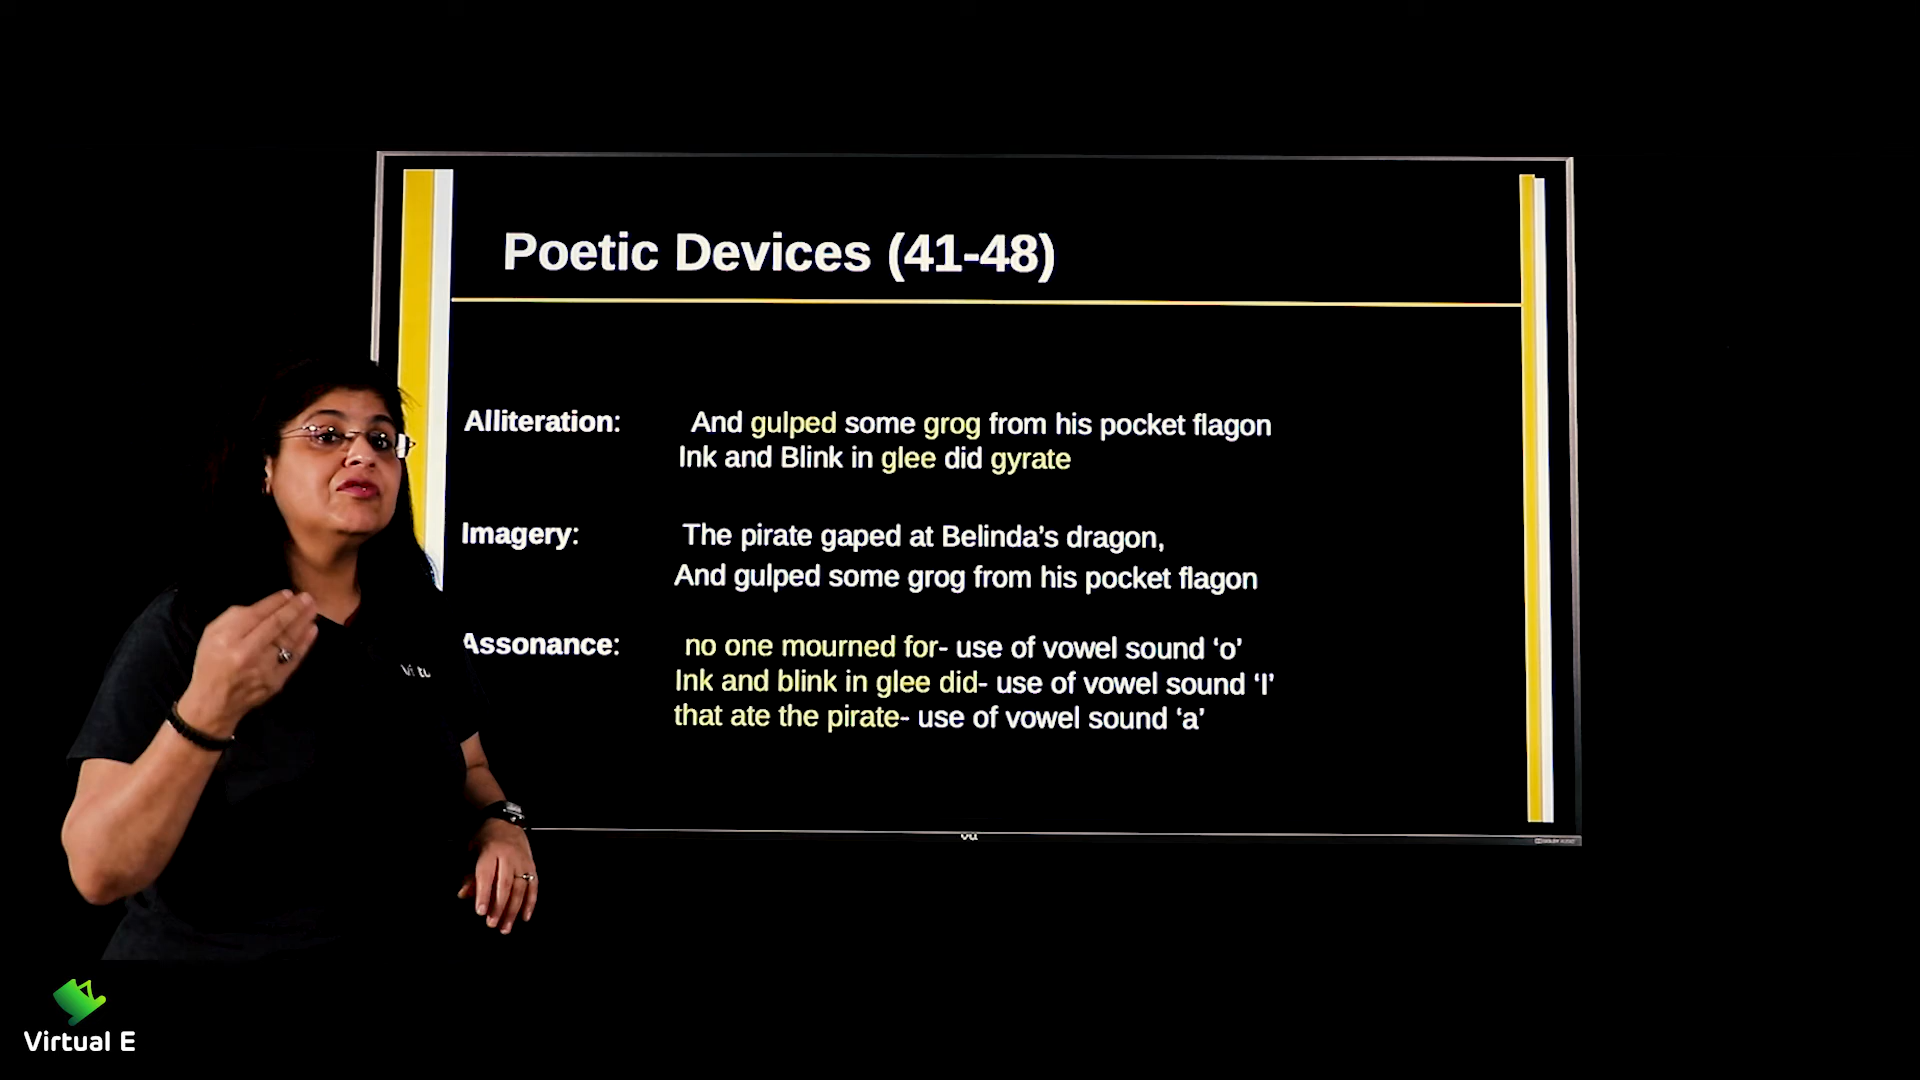 Poetic Devices (41-48)
Alliteration: And gulped some grog from his pocket flagon
Ink and Blink in glee did gyrate
Imagery: The pirate gaped at Belinda’s dragon,
And gulped some grog from his pocket flagon
Assonance: no one mourned for- use of vowel sound ‘o’
Ink and blink in glee did- use of vowel sound ‘I’
that ate the pirate- use of vowel sound ‘a’
Virtual E